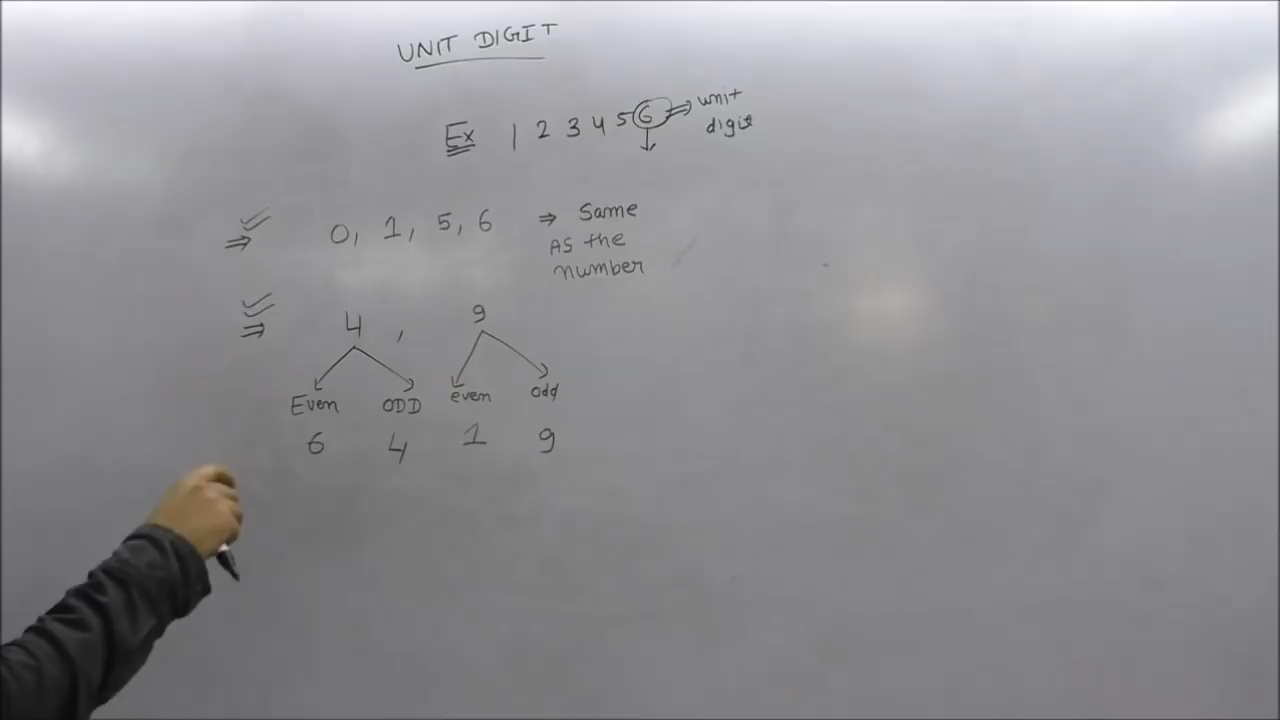 UNIT DIGIT
Ex 1 2 3 4 5 6 ⇒ unit
digit
⇒ 0, 1, 5, 6 ⇒ Same
AS the
number
⇒ 4 , 9
Even ODD even odd
6 4 1 9